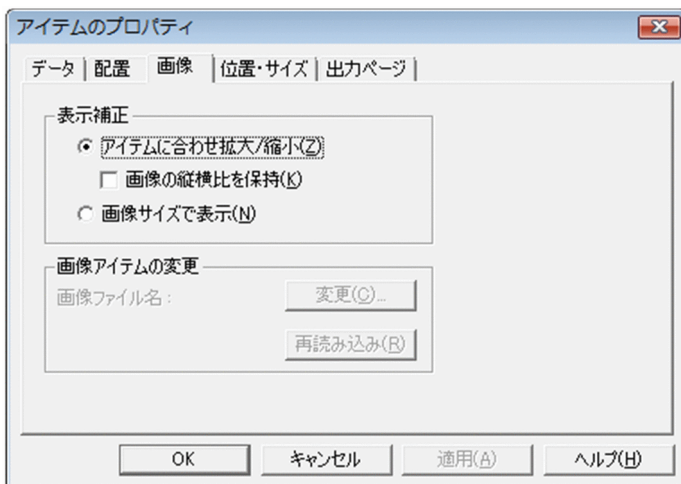 アイテムのプロパティ
データ 配置 画像 位置・サイズ 出力ページ
表示補正
アイテムに合わせ拡大/縮小(Z)
画像の縦横比を保持(K)
画像サイズで表示(N)
画像アイテムの変更
画像ファイル名: 変更(C)...
再読み込み(R)
OK キャンセル 適用(A) ヘルプ(H)